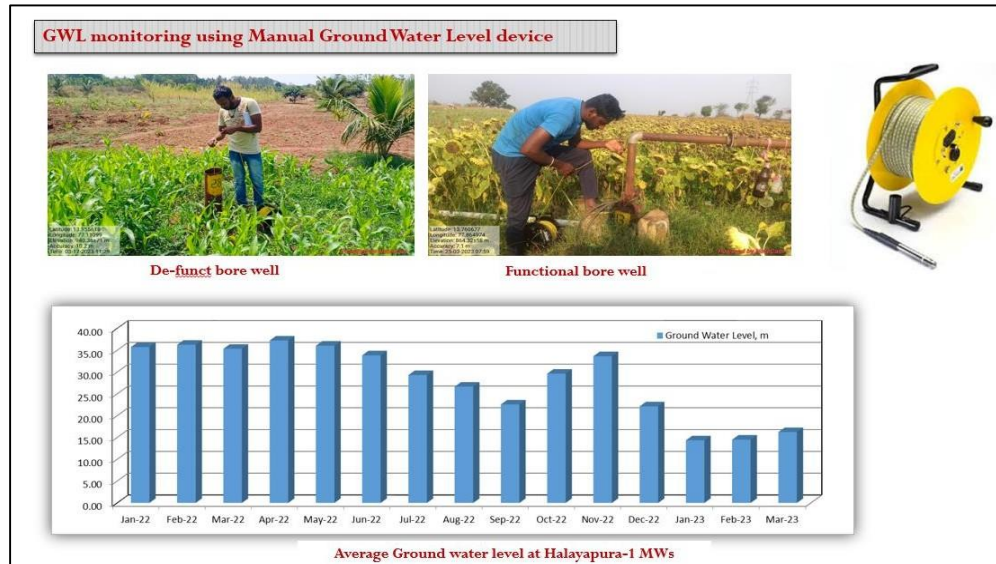 GWL monitoring using Manual Ground Water Level device
De-funct bore well
Functional bore well
40.00
35.00
30.00
25.00
20.00
15.00
10.00
5.00
0.00
Ground Water Level, m
Jan-22 Feb-22 Mar-22 Apr-22 May-22 Jun-22 Jul-22 Aug-22 Sep-22 Oct-22 Nov-22 Dec-22 Jan-23 Feb-23 Mar-23
Average Ground water level at Halayapura-1 MWs